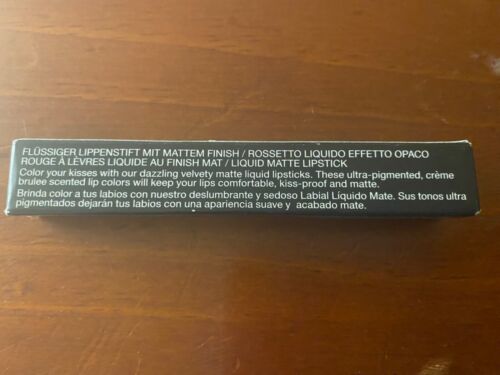 FLÜSSIGER LIPPENSTIFT MIT MATTEM FINISH / ROSSETTO LIQUIDO EFFETTO OPACO
ROUGE À LÈVRES LIQUIDE AU FINISH MAT / LIQUID MATTE LIPSTICK
Color your kisses with our dazzling velvety matte liquid lipsticks. These ultra-pigmented, crème
brulee scented lip colors will keep your lips comfortable, kiss-proof and matte.
Brinda color a tus labios con nuestro deslumbrante y sedoso Labial Líquido Mate. Sus tonos ultra
pigmentados dejarán tus labios con una apariencia suave y acabado mate.